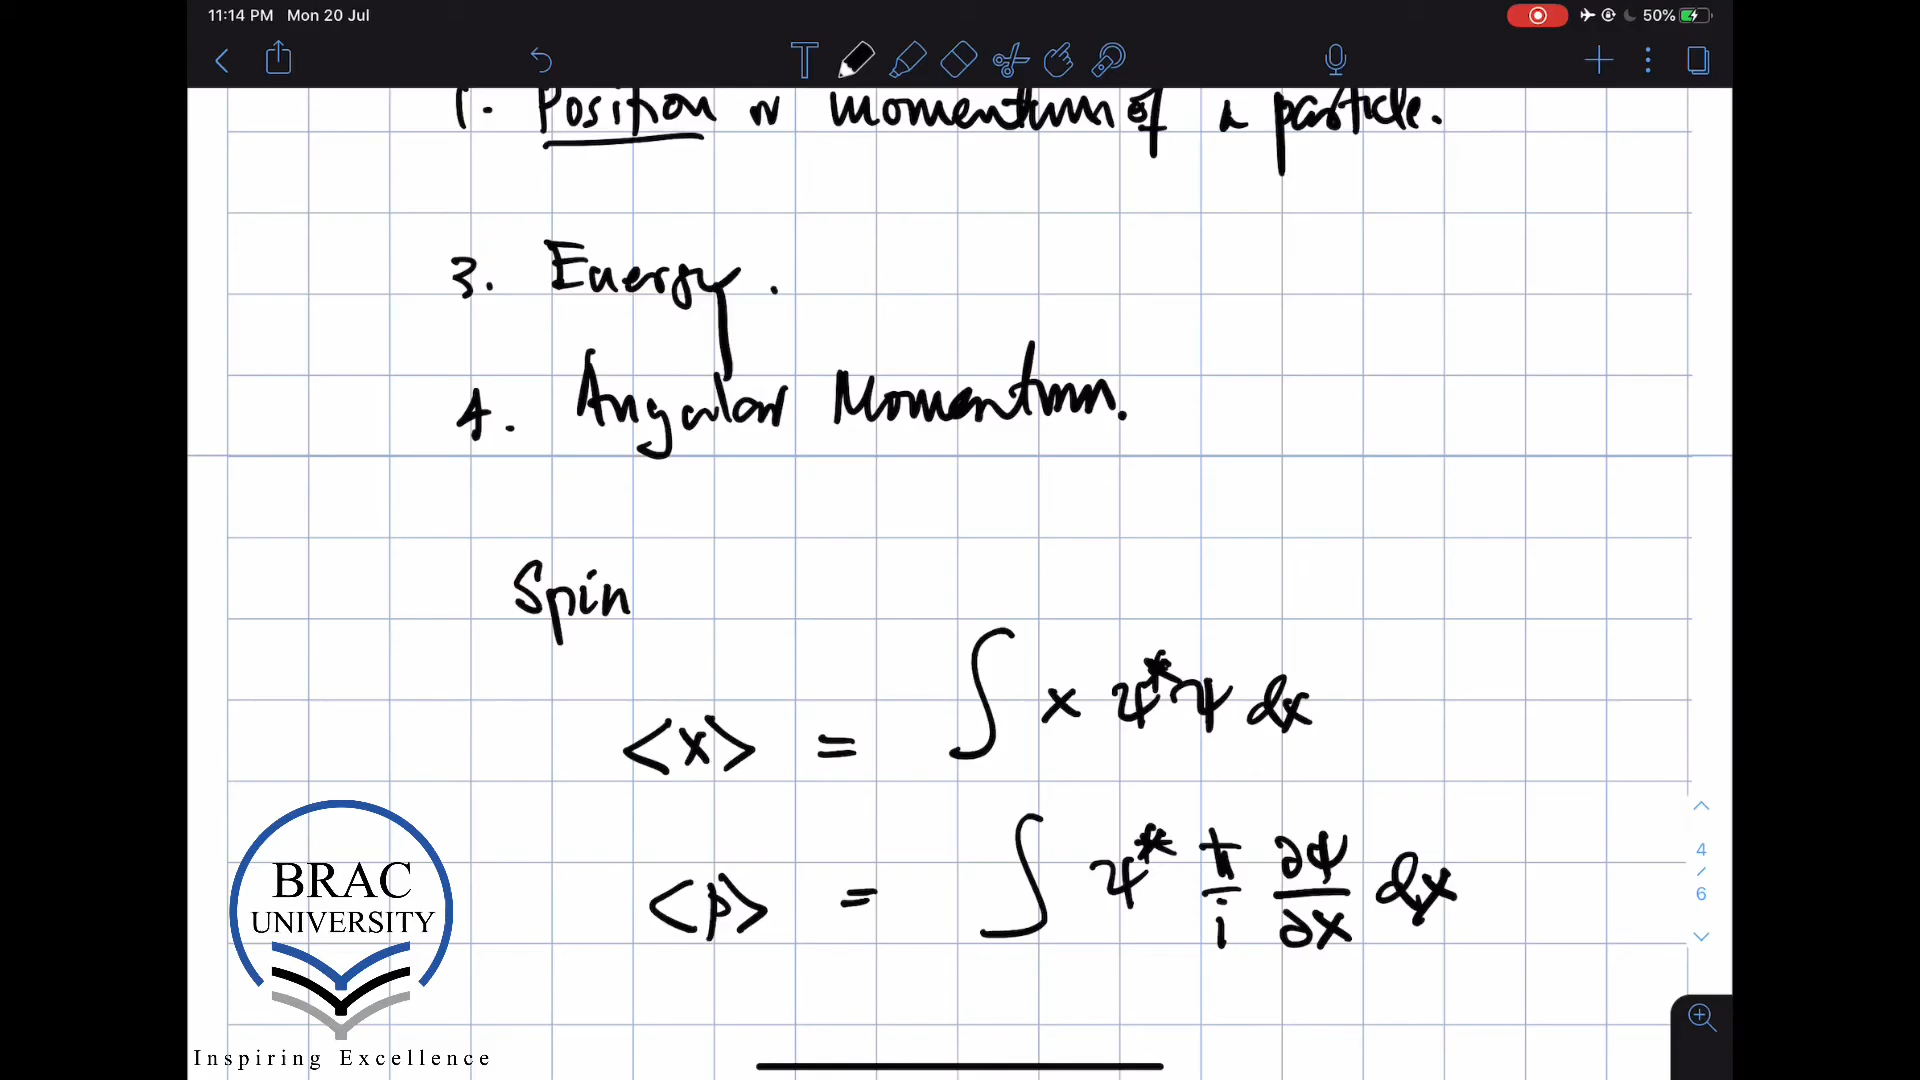 11:14 PM Mon 20 Jul 50%
1. Position or momentum of a particle.
3. Energy.
4. Angular Momentum.
Spin
<x> = ∫ x ψ*ψ dx
<p> = ∫ ψ* ħ/i ∂ψ/∂x dx
4/6
BRAC
UNIVERSITY
Inspiring Excellence